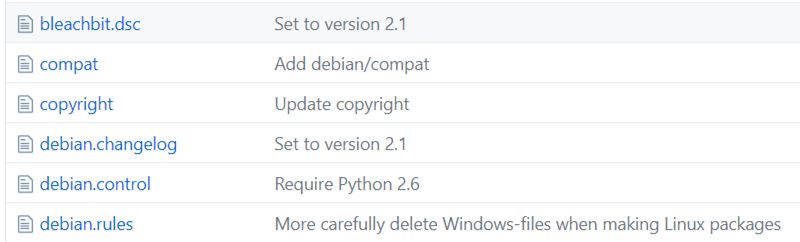 bleachbit.dsc Set to version 2.1
compat Add debian/compat
copyright Update copyright
debian.changelog Set to version 2.1
debian.control Require Python 2.6
debian.rules More carefully delete Windows-files when making Linux packages